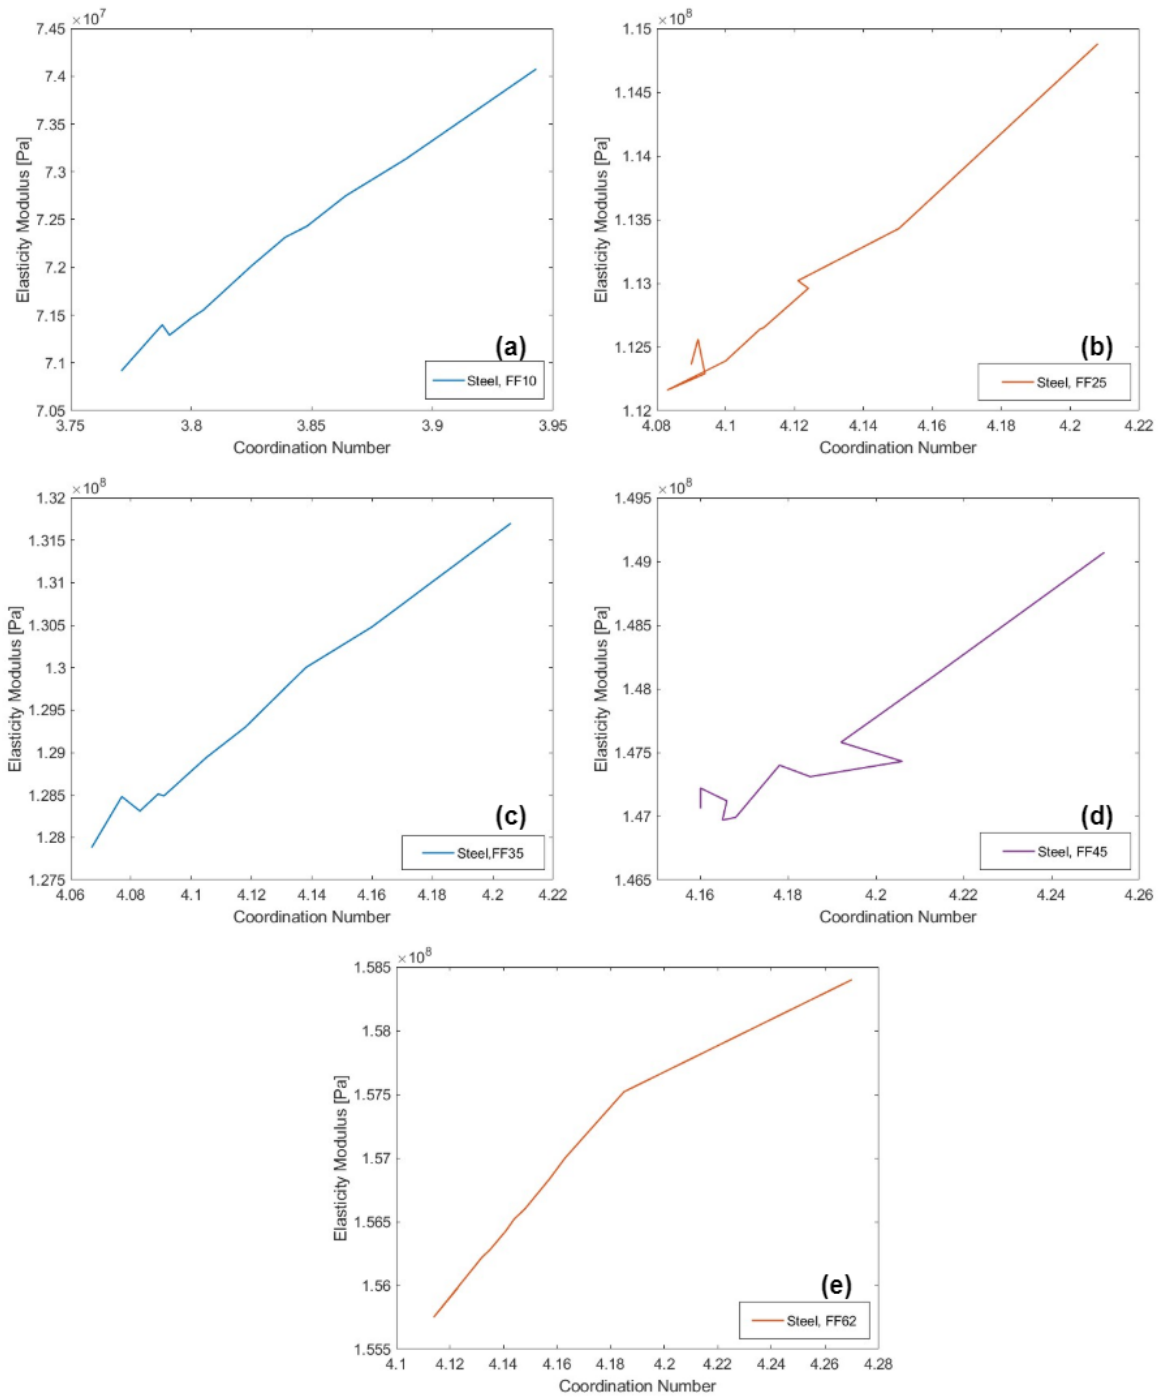 ×10^7
7.45
7.4
7.35
7.3
7.25
7.2
7.15
7.1
7.05
Elasticity Modulus [Pa]
3.75 3.8 3.85 3.9 3.95
Coordination Number
(a)
Steel, FF10
×10^8
1.15
1.145
1.14
1.135
1.13
1.125
1.12
Elasticity Modulus [Pa]
4.08 4.1 4.12 4.14 4.16 4.18 4.2 4.22
Coordination Number
(b)
Steel, FF25
×10^8
1.32
1.315
1.31
1.305
1.3
1.295
1.29
1.285
1.28
1.275
Elasticity Modulus [Pa]
4.06 4.08 4.1 4.12 4.14 4.16 4.18 4.2 4.22
Coordination Number
(c)
Steel,FF35
×10^8
1.495
1.49
1.485
1.48
1.475
1.47
1.465
Elasticity Modulus [Pa]
4.16 4.18 4.2 4.22 4.24 4.26
Coordination Number
(d)
Steel, FF45
×10^8
1.585
1.58
1.575
1.57
1.565
1.56
1.555
Elasticity Modulus [Pa]
4.1 4.12 4.14 4.16 4.18 4.2 4.22 4.24 4.26 4.28
Coordination Number
(e)
Steel, FF62